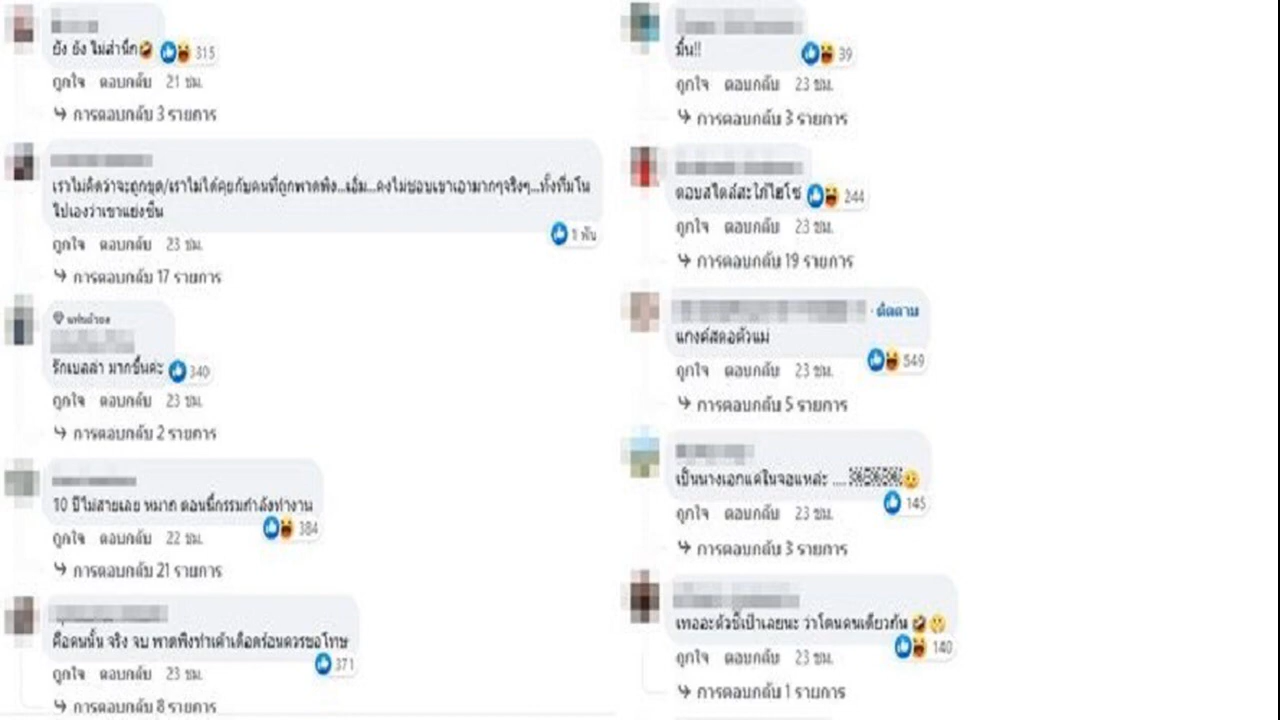 ยัง ยัง ไม่สำนึก🤣 315
ถูกใจ ตอบกลับ 21 ชม.
การตอบกลับ 3 รายการ
เราไม่คิดว่าจะถูกขุด/เราไม่ได้คุยกับคนที่ถูกพาดพิง...เอิ่ม...คงไม่ชอบเขาเอามากๆจริงๆ...ทั้งที่มโน
ไปเองว่าเขาแย่งซีน
1 พัน
ถูกใจ ตอบกลับ 23 ชม.
การตอบกลับ 17 รายการ
แฟนตัวยง
รักเบลล่า มากขึ้นค่ะ 340
ถูกใจ ตอบกลับ 23 ชม.
การตอบกลับ 2 รายการ
10 ปีไม่สายเลย หมาก ตอนนี้กรรมกำลังทำงาน
384
ถูกใจ ตอบกลับ 22 ชม.
การตอบกลับ 21 รายการ
คือคนนั้น จริง จบ พาดพิงทำเค้าเดือดร้อนควรขอโทษ
371
ถูกใจ ตอบกลับ 23 ชม.
การตอบกลับ 8 รายการ
มึ้น!! 39
ถูกใจ ตอบกลับ 23 ชม.
การตอบกลับ 3 รายการ
ตอบสไตล์สะใภ้ไฮโซ 244
ถูกใจ ตอบกลับ 23 ชม.
การตอบกลับ 19 รายการ
· ติดตาม
แกงค์สตอตัวแม่
549
ถูกใจ ตอบกลับ 23 ชม.
การตอบกลับ 5 รายการ
เป็นนางเอกแค่ในจอแหล่ะ ....
145
ถูกใจ ตอบกลับ 23 ชม.
การตอบกลับ 3 รายการ
เทออะตัวชี้เป้าเลยนะ ว่าโดนคนเดียวกัน 🤣🤫
140
ถูกใจ ตอบกลับ 23 ชม.
การตอบกลับ 1 รายการ